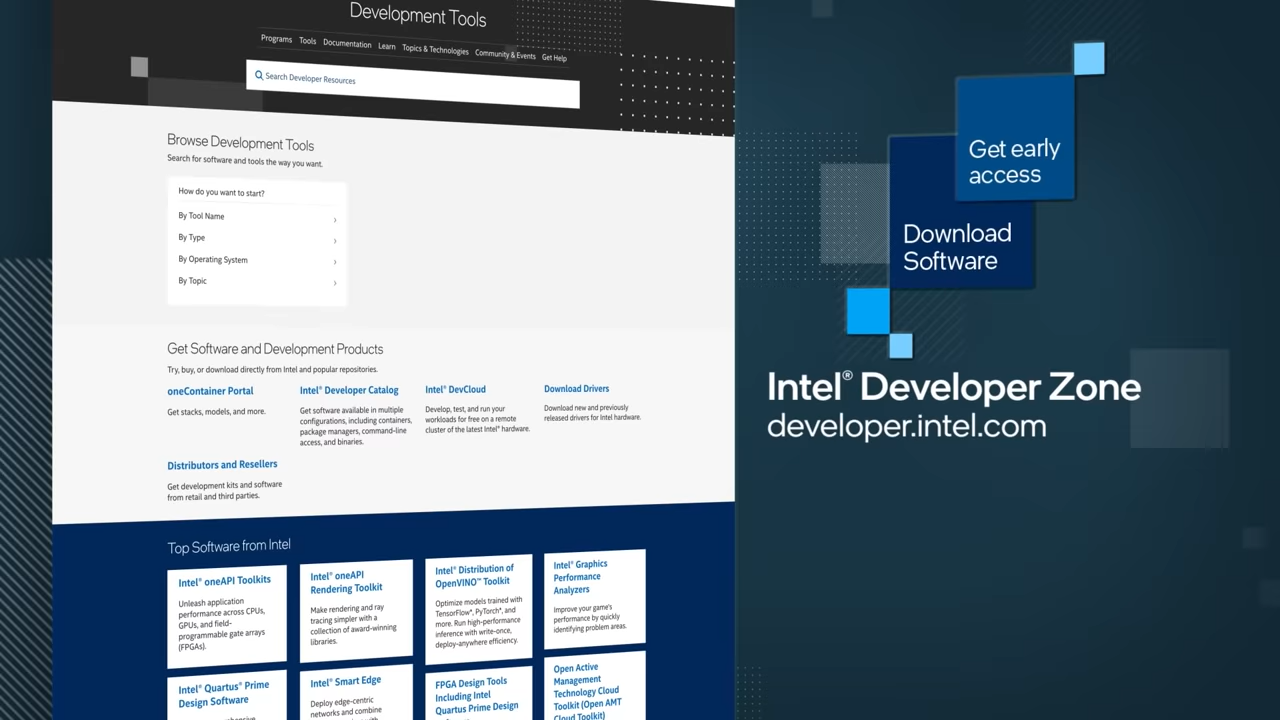 Development Tools
Programs Tools Documentation Learn Topics & Technologies Community & Events Get Help
Search Developer Resources
Browse Development Tools
Search for software and tools the way you want.
How do you want to start?
By Tool Name
By Type
By Operating System
By Topic
Get Software and Development Products
Try, buy, or download directly from Intel and popular repositories.
oneContainer Portal
Get stacks, models, and more.
Intel® Developer Catalog
Get software available in multiple
configurations, including containers,
package managers, command-line
access, and binaries.
Intel® DevCloud
Develop, test, and run your
workloads for free on a remote
cluster of the latest Intel® hardware.
Download Drivers
Download new and previously
released drivers for Intel hardware.
Distributors and Resellers
Get development kits and software
from retail and third parties.
Top Software from Intel
Intel® oneAPI Toolkits
Unleash application
performance across CPUs,
GPUs, and field-
programmable gate arrays
(FPGAs).
Intel® oneAPI
Rendering Toolkit
Make rendering and ray
tracing simpler with a
collection of award-winning
libraries.
Intel® Distribution of
OpenVINO™ Toolkit
Optimize models trained with
TensorFlow*, PyTorch*, and
more. Run high-performance
inference with write-once,
deploy-anywhere efficiency.
Intel® Graphics
Performance
Analyzers
Improve your game's
performance by quickly
identifying problem areas.
Intel® Quartus® Prime
Design Software
Intel® Smart Edge
Deploy edge-centric
networks and combine
FPGA Design Tools
Including Intel
Quartus Prime Design
Open Active
Management
Technology Cloud
Toolkit (Open AMT
Cloud Toolkit)
Get early
access
Download
Software
Intel® Developer Zone
developer.intel.com